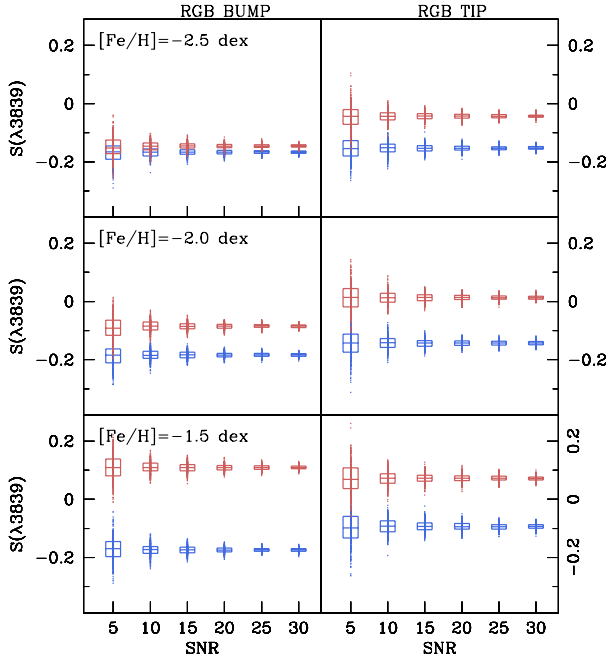 RGB BUMP RGB TIP
[Fe/H]=−2.5 dex
0.2 0.2
0 0
−0.2 −0.2
S(λ3839)
[Fe/H]=−2.0 dex
0.2 0.2
0 0
−0.2 −0.2
S(λ3839)
[Fe/H]=−1.5 dex
0.2 0.2
0 0
−0.2 −0.2
S(λ3839)
5 10 15 20 25 30 5 10 15 20 25 30
SNR SNR